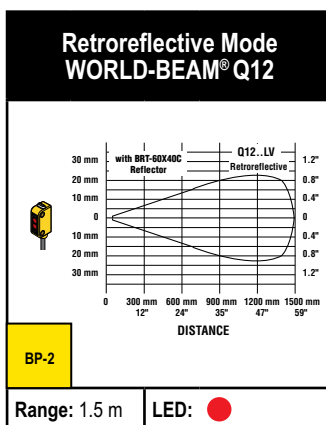 Retroreflective Mode
WORLD-BEAM® Q12
with BRT-60X40C
Reflector
Q12..LV
Retroreflective
30 mm 1.2"
20 mm 0.8"
10 mm 0.4"
0 0
10 mm 0.4"
20 mm 0.8"
30 mm 1.2"
0 300 mm 600 mm 900 mm 1200 mm 1500 mm
12" 24" 35" 47" 59"
DISTANCE
BP-2
Range: 1.5 m LED: